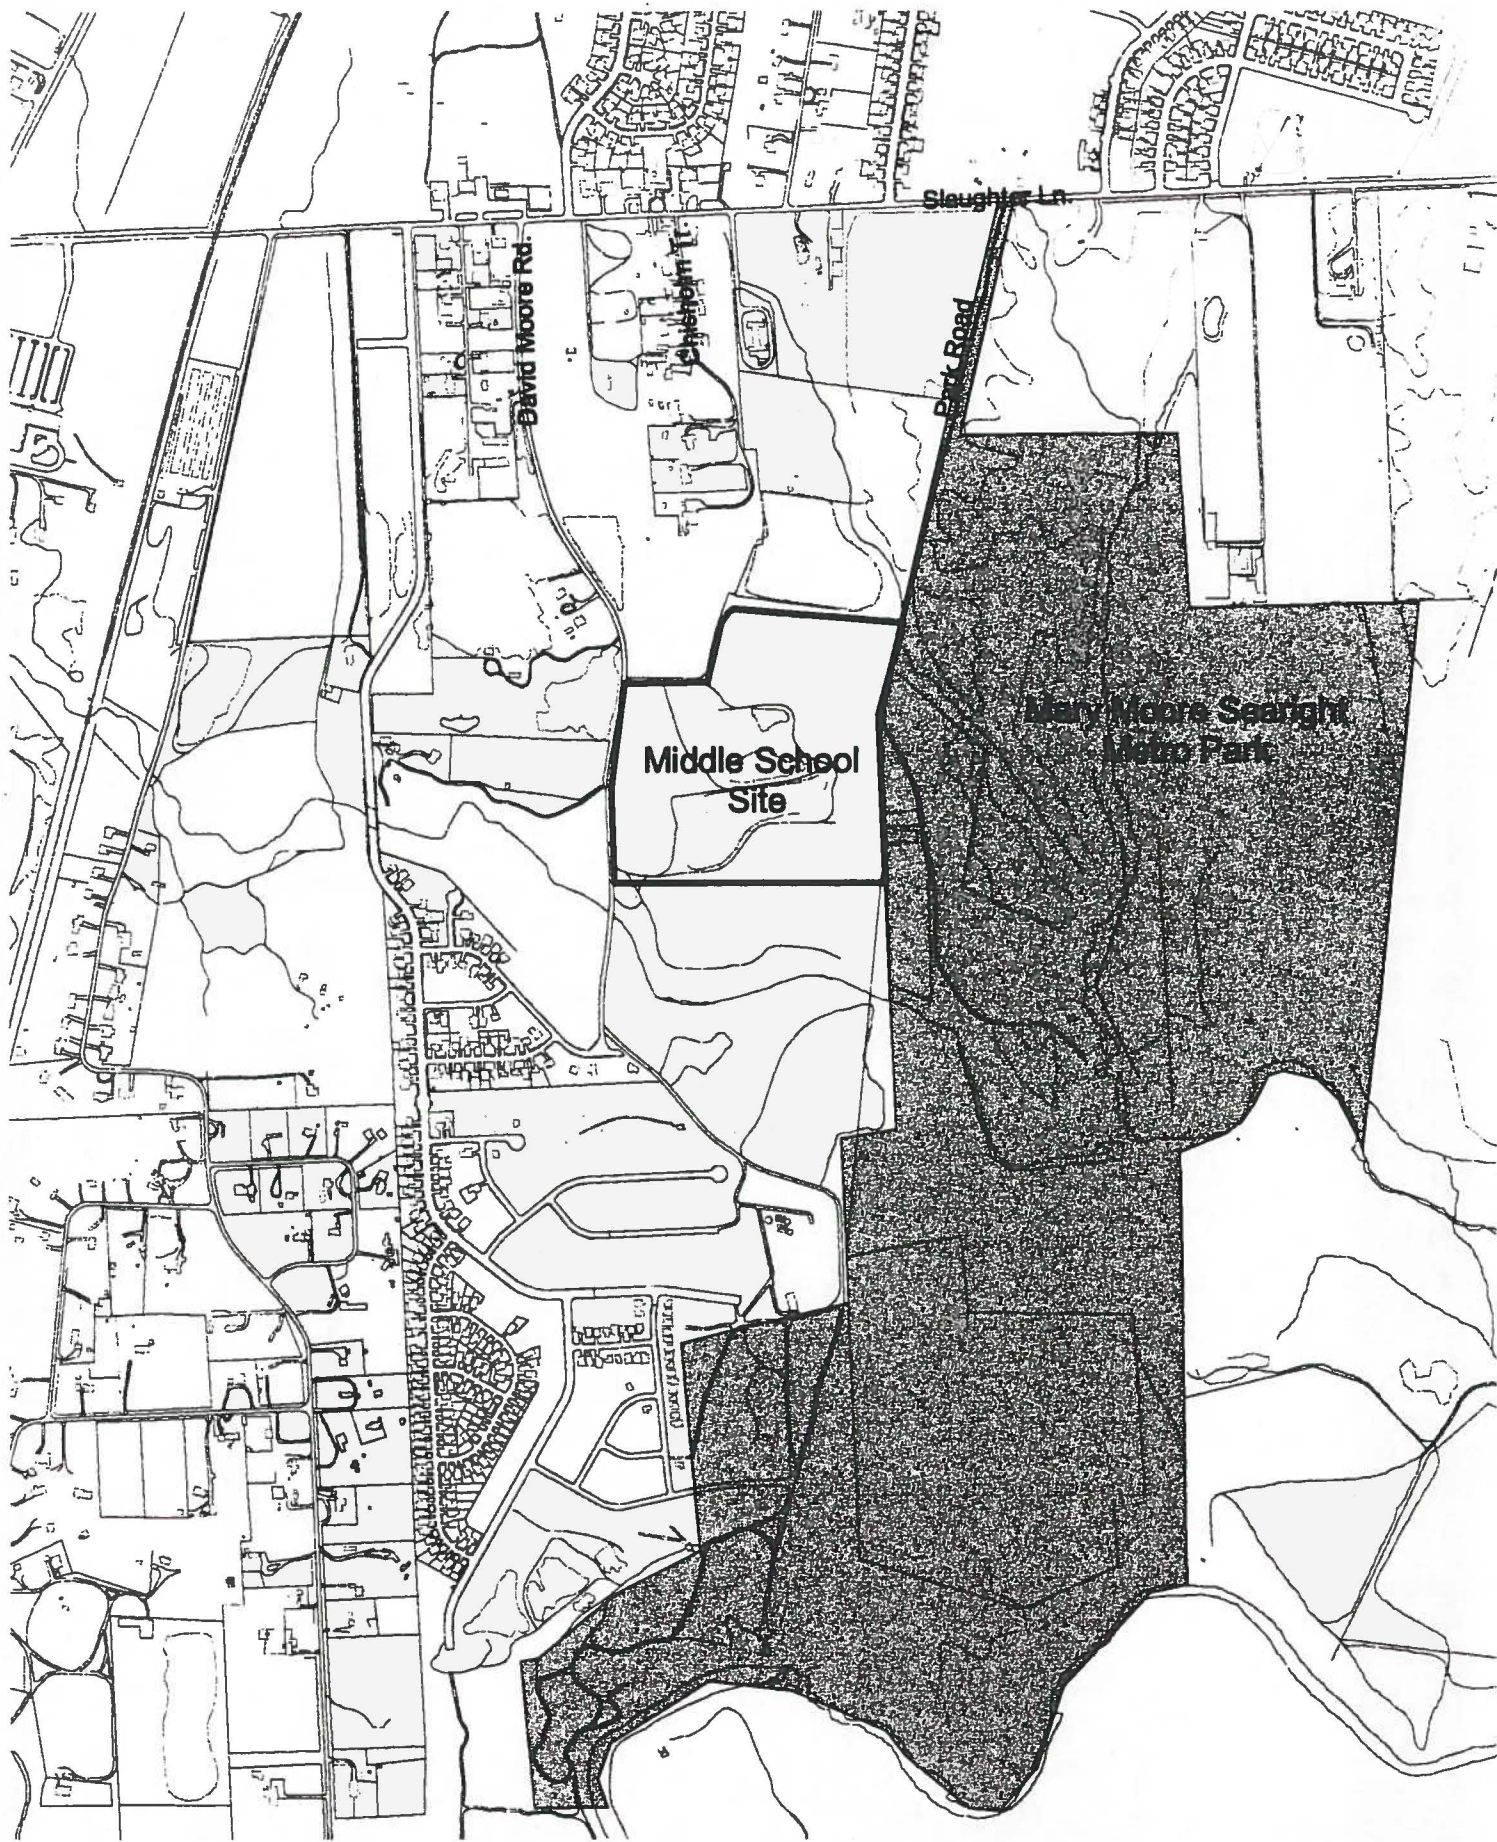 Slaughter Ln.
David Moore Rd.
Chisholm Tr.
Park Road
Mary Moore Searight
Metro Park
Middle School
Site